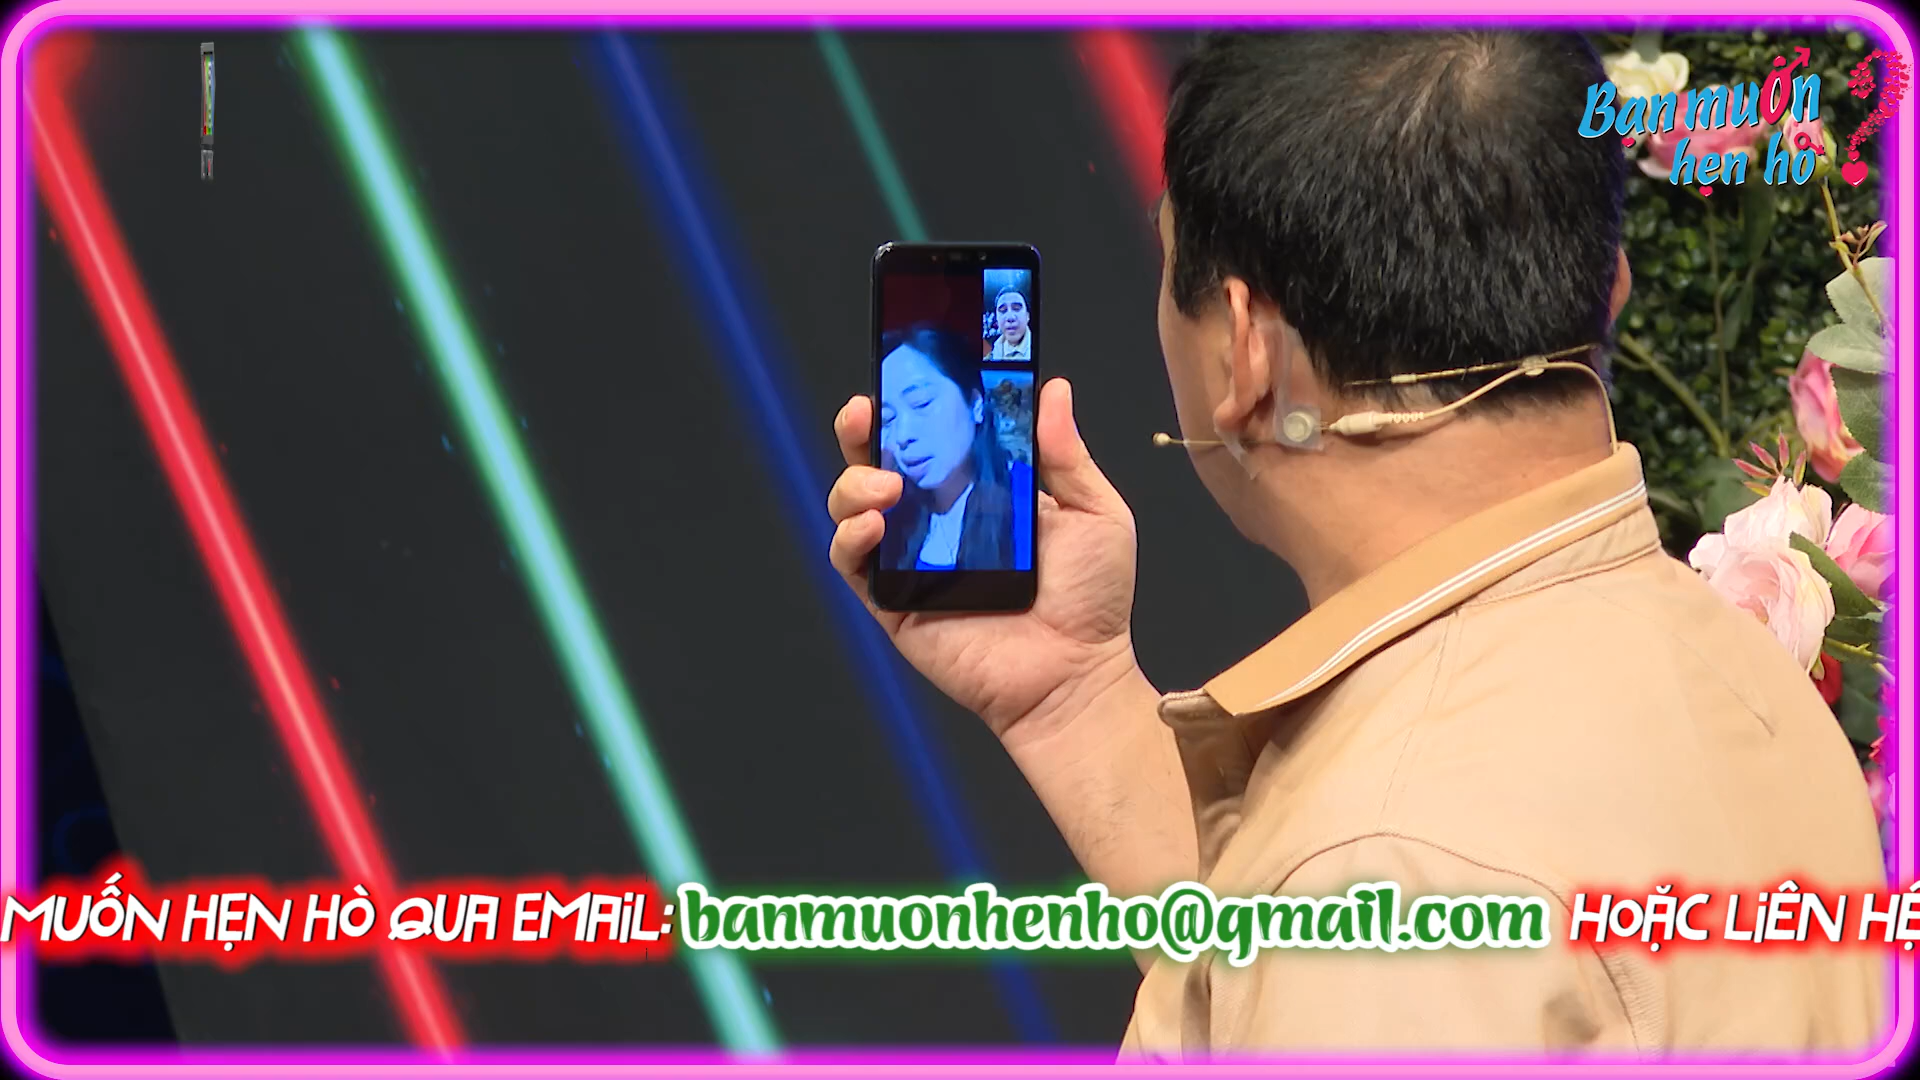 Bạn muốn
hẹn hò ?
MUỐN HẸN HÒ QUA EMAIL: banmuonhenho@gmail.com HOẶC LIÊN HỆ